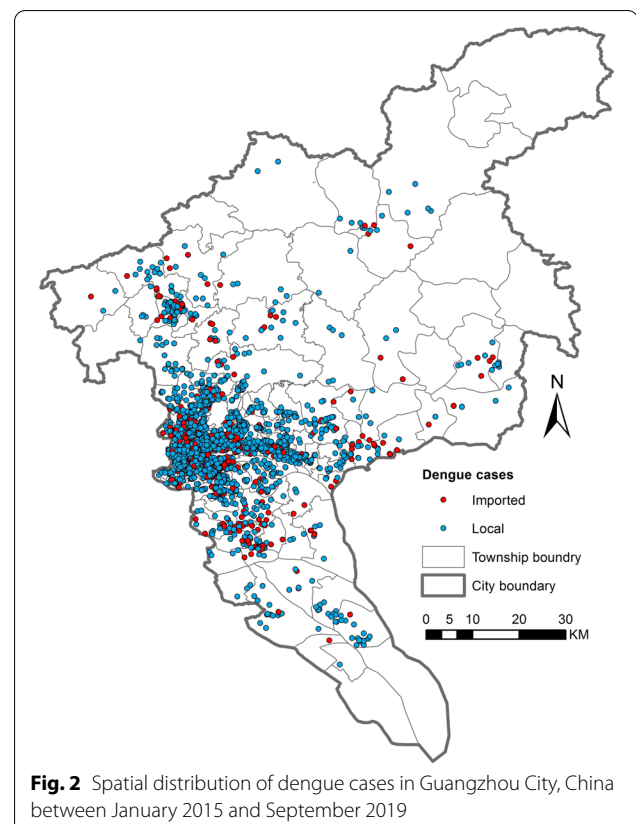 N
Dengue cases
Imported
Local
Township boundry
City boundary
0 5 10 20 30
KM
Fig. 2 Spatial distribution of dengue cases in Guangzhou City, China
between January 2015 and September 2019